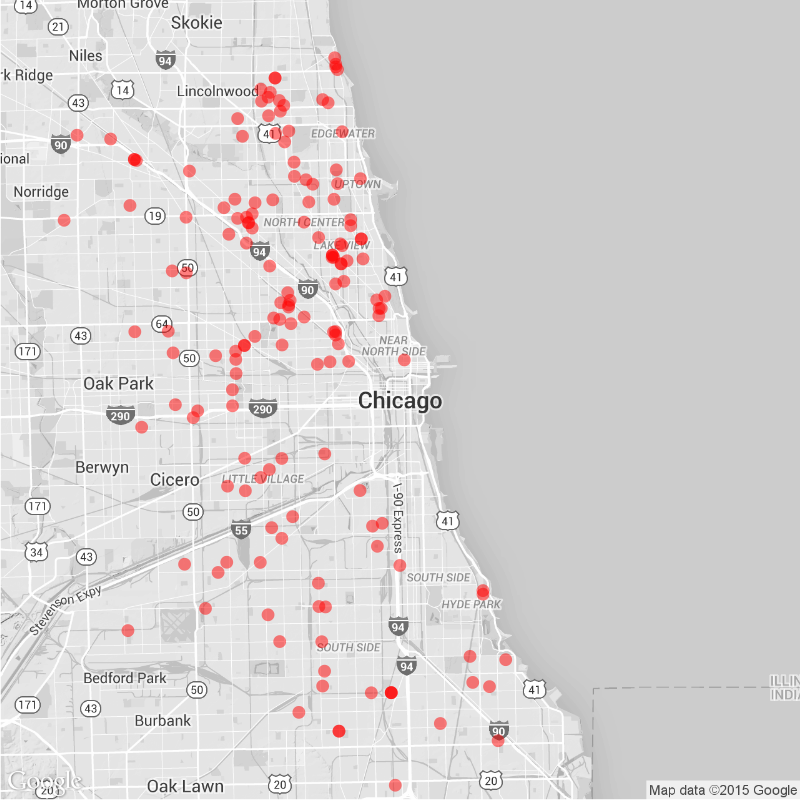 14
Morton Grove
21
Skokie
Niles
94
rk Ridge
14
Lincolnwood
43
41
EDGEWATER
90
ional
Norridge
UPTOWN
19
NORTH CENTER
94
LAKE VIEW
50
41
90
64
43
NEAR
NORTH SIDE
171
50
Oak Park
290
290
Chicago
Berwyn
Cicero
LITTLE VILLAGE
171
50
I-90 Express
41
55
34
43
SOUTH SIDE
Stevenson Expy
HYDE PARK
94
SOUTH SIDE
94
Bedford Park
50
41
ILLIN
INDIA
171
43
Burbank
90
Google
20
Oak Lawn
20
20
Map data ©2015 Google